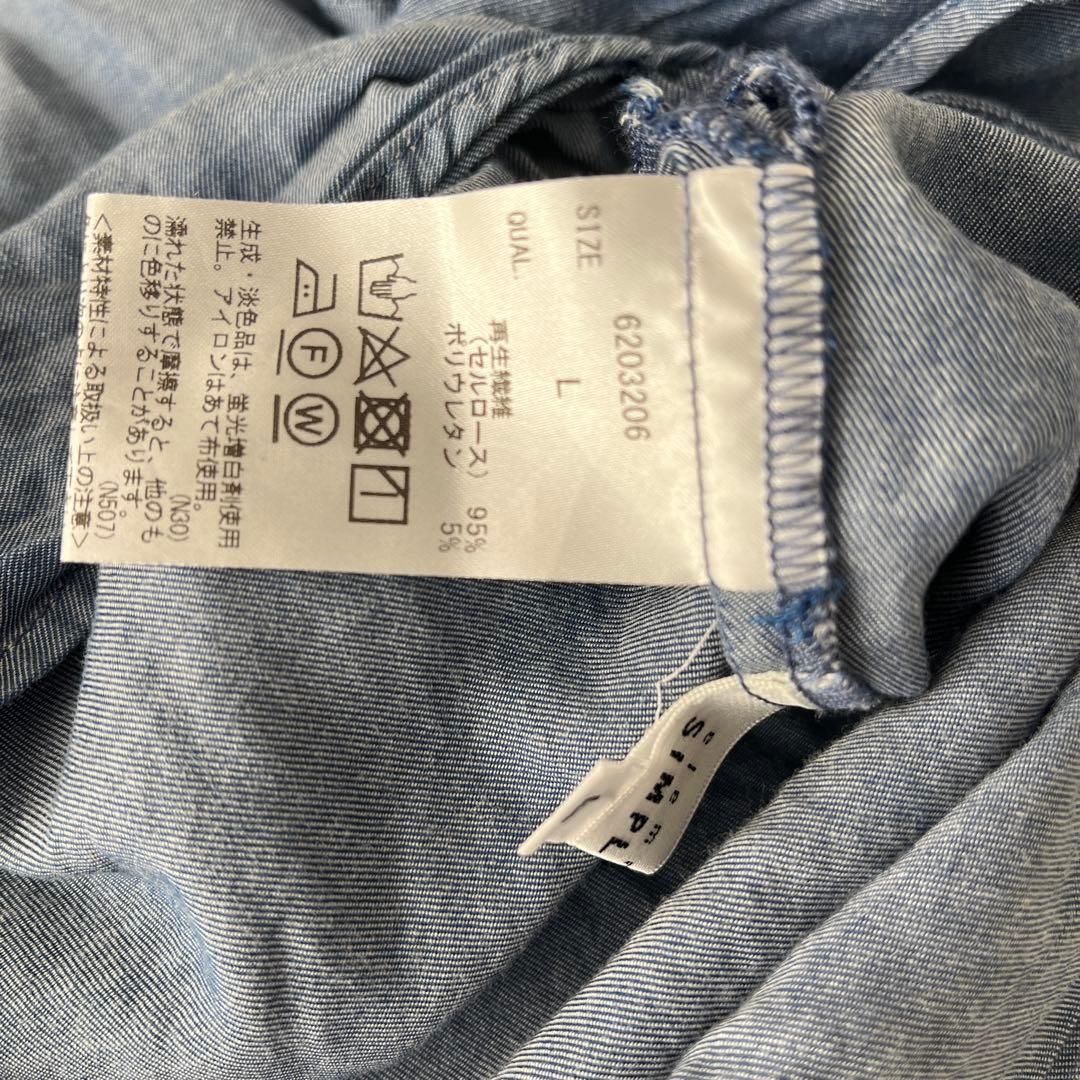 6203206
SIZE L
QUAL.
再生繊維
(セルロース) 95%
ポリウレタン 5%
F
W
生成・淡色品は、蛍光増白剤使用
禁止。アイロンはあて布使用。
(N30)
濡れた状態で摩擦すると、他のも
のに色移りすることがあります。
(N507)
<素材特性による取扱い上の注意>
SIMPL